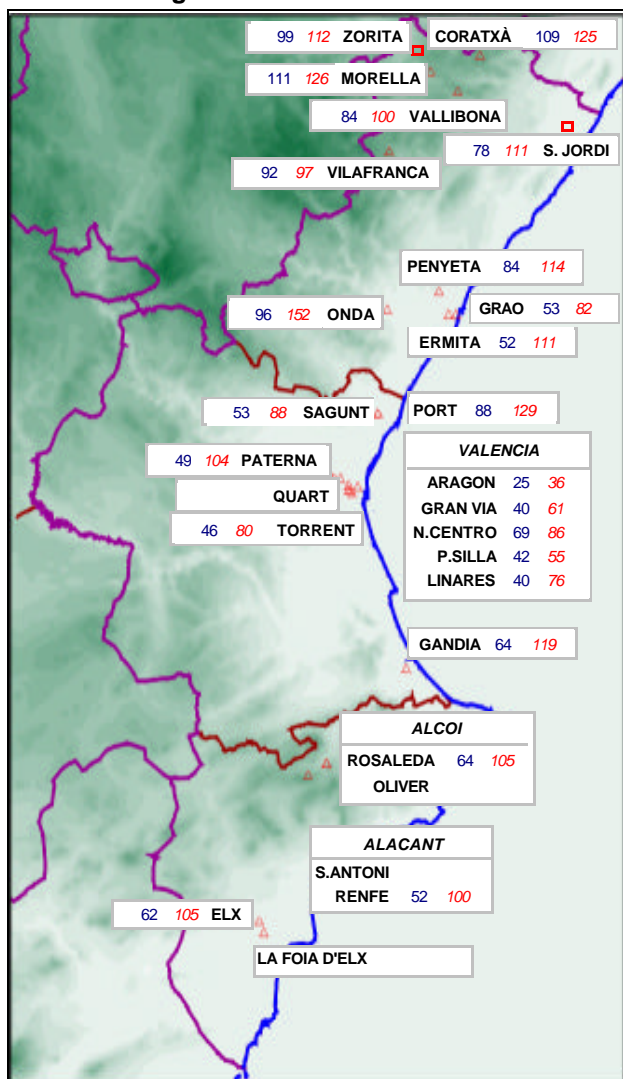 99 112 ZORITA
CORATXÀ 109 125
111 126 MORELLA
84 100 VALLIBONA
78 111 S. JORDI
92 97 VILAFRANCA
PENYETA 84 114
96 152 ONDA
GRAO 53 82
ERMITA 52 111
53 88 SAGUNT
PORT 88 129
VALENCIA
ARAGON 25 36
GRAN VIA 40 61
N.CENTRO 69 86
P.SILLA 42 55
LINARES 40 76
49 104 PATERNA
QUART
46 80 TORRENT
GANDIA 64 119
ALCOI
ROSALEDA 64 105
OLIVER
ALACANT
S.ANTONI
RENFE 52 100
62 105 ELX
LA FOIA D'ELX